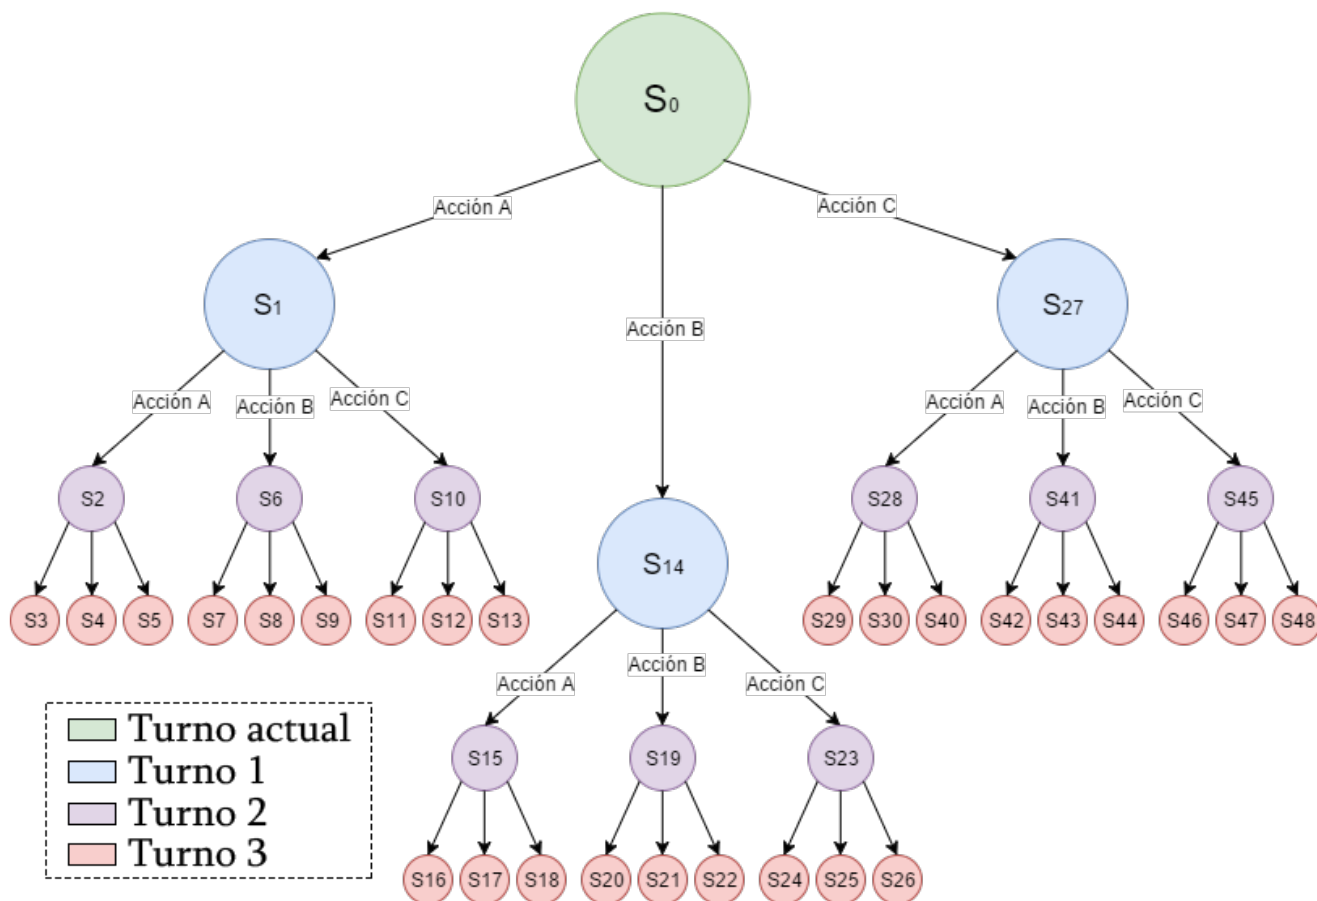 S0
Acción A
Acción C
S1
S27
Acción B
Acción A
Acción B
Acción C
Acción A
Acción B
Acción C
S2
S6
S10
S28
S41
S45
S14
S3
S4
S5
S7
S8
S9
S11
S12
S13
S29
S30
S40
S42
S43
S44
S46
S47
S48
Acción A
Acción B
Acción C
Turno actual
Turno 1
Turno 2
Turno 3
S15
S19
S23
S16
S17
S18
S20
S21
S22
S24
S25
S26